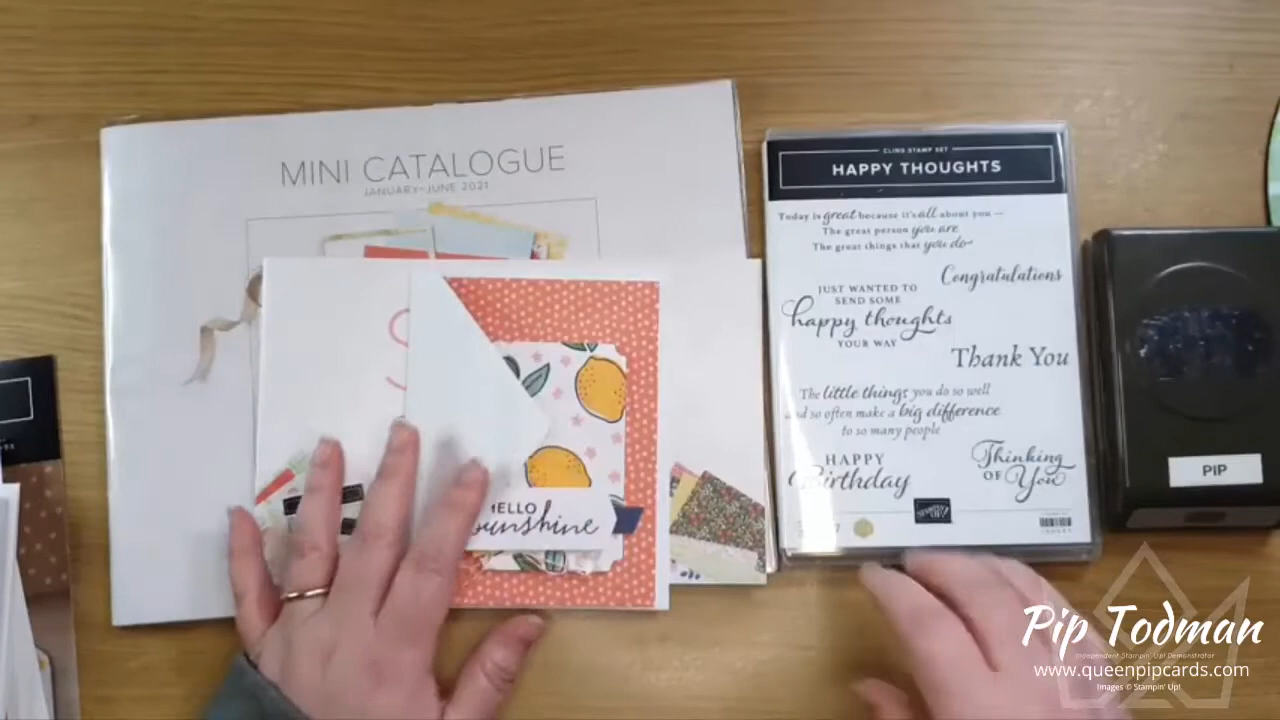 MINI CATALOGUE
JANUARY–JUNE 2021
HELLO
sunshine
CLING STAMP SET
HAPPY THOUGHTS
Today is great because it's all about you —
The great person you are
The great things that you do
Congratulations
JUST WANTED TO
SEND SOME
happy thoughts
YOUR WAY
Thank You
The little things you do so well
and so often make a big difference
to so many people
HAPPY
Birthday
Thinking
OF You
STAMPIN' UP!
PIP
Pip Todman
Independent Stampin' Up! Demonstrator
www.queenpipcards.com
Images © Stampin' Up!